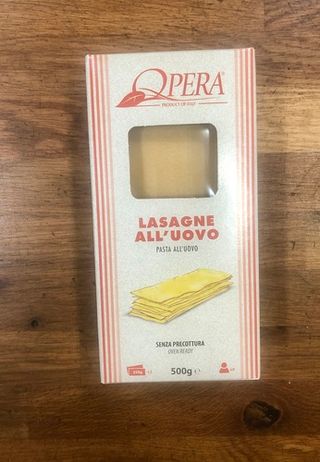 OPERA®
PRODUCT OF ITALY
LASAGNE
ALL'UOVO
PASTA ALL'UOVO
SENZA PRECOTTURA
OVEN READY
500g e